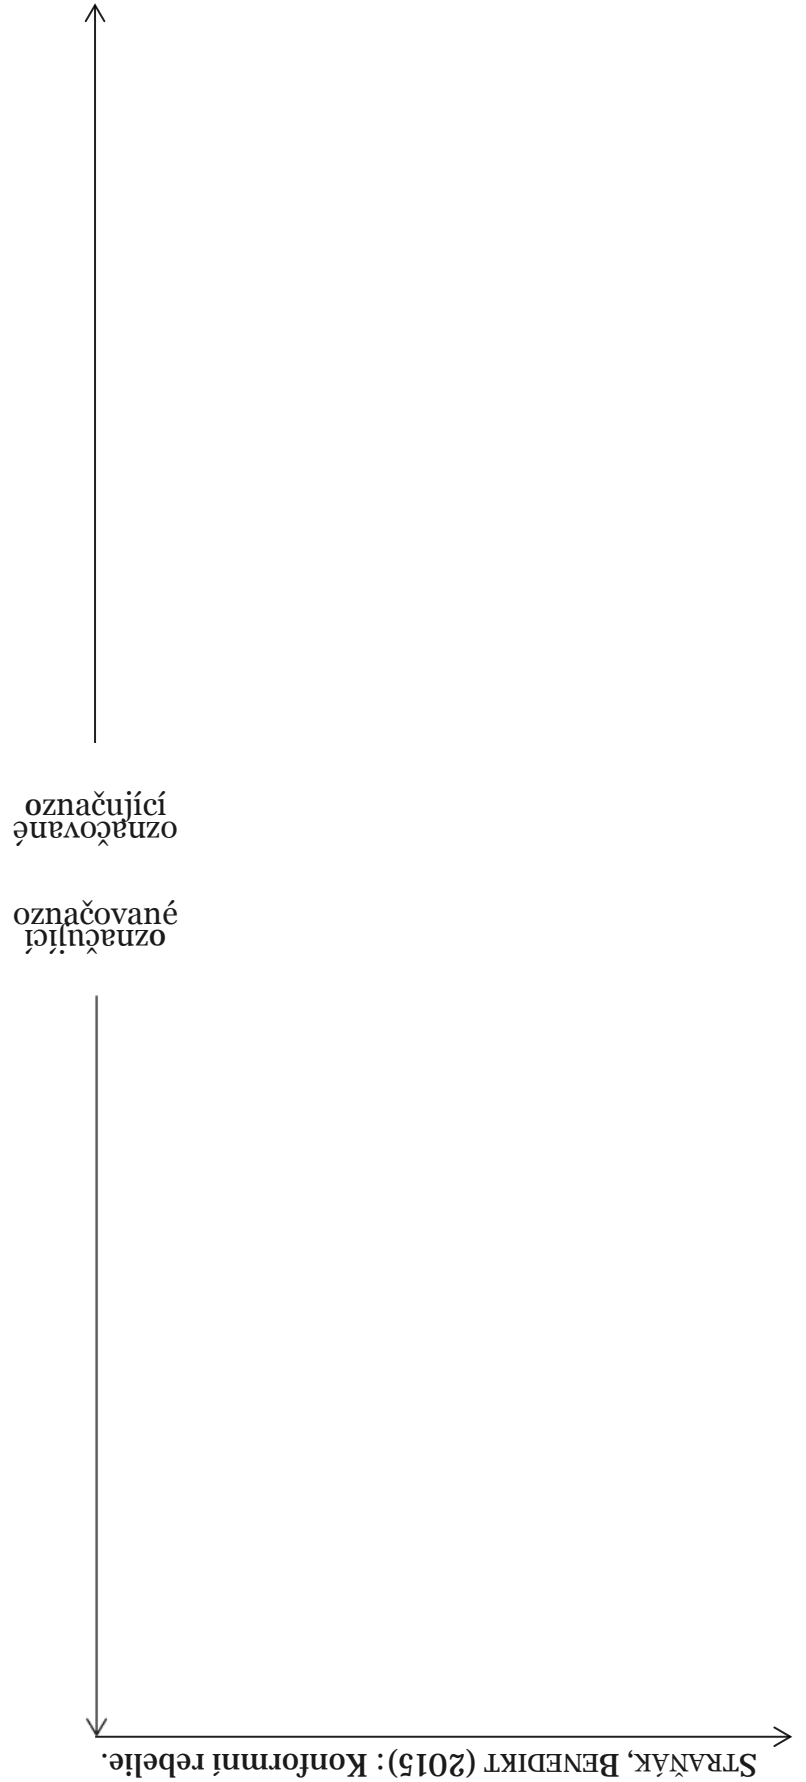 označující
označované
označované
označující
STRAŇÁK, BENEDIKT (2015): Konformní rebelie.